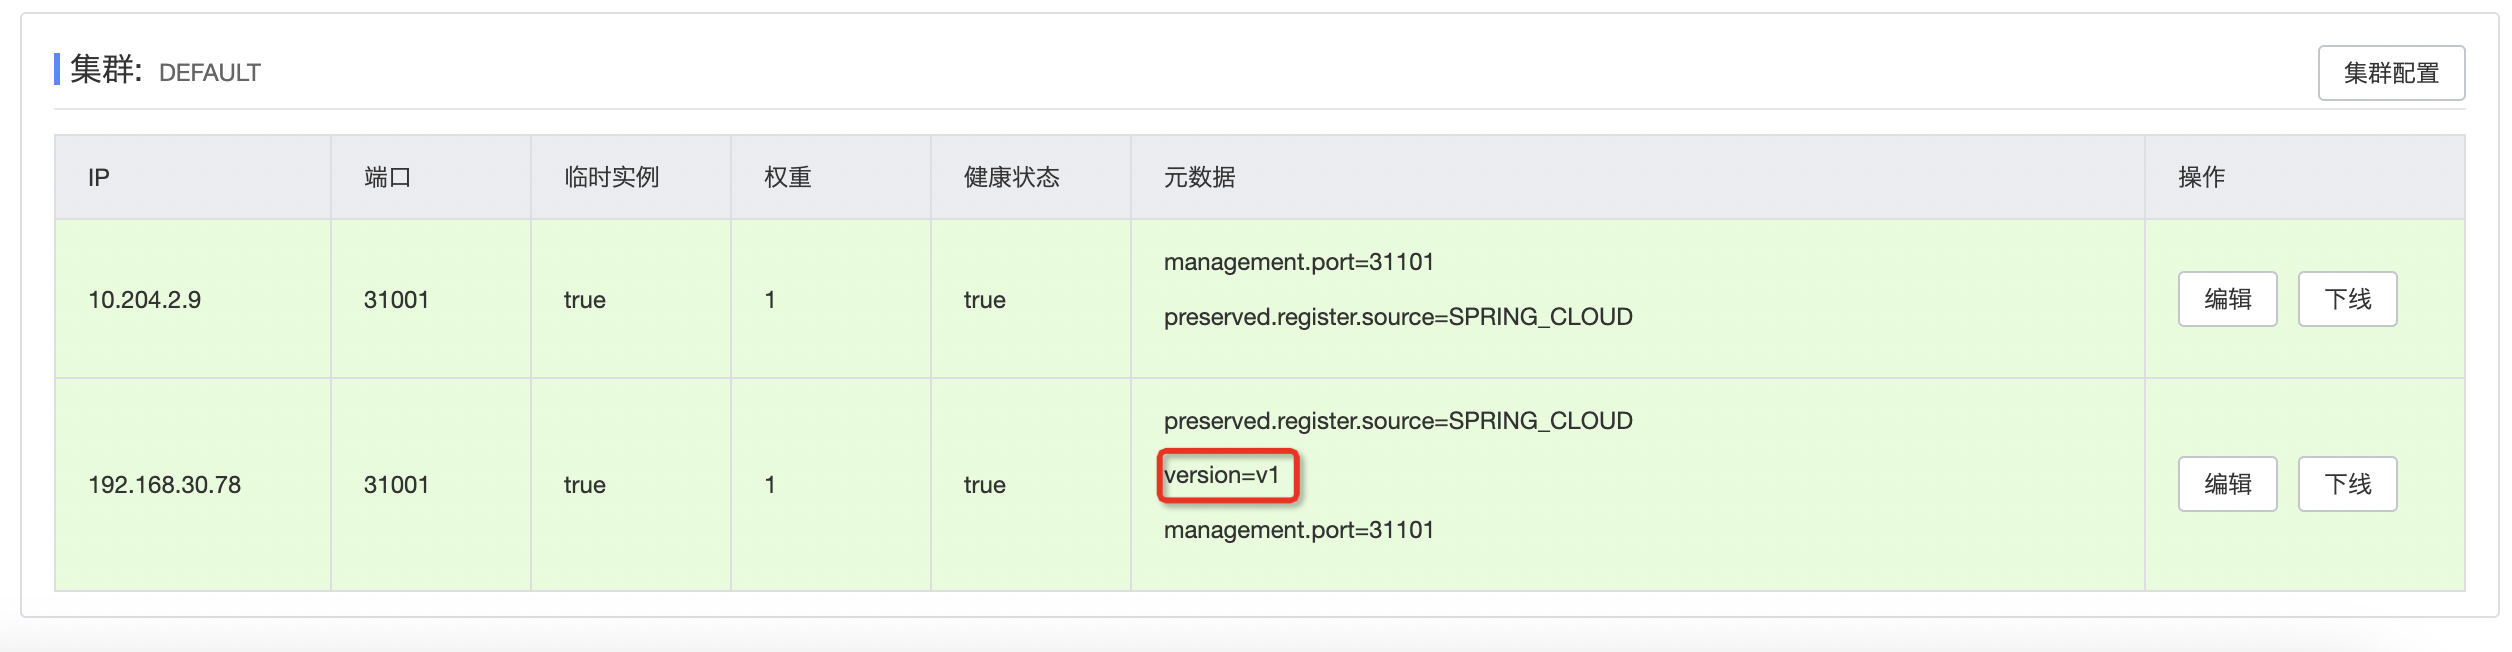 集群: DEFAULT
集群配置
IP 端口 临时实例 权重 健康状态 元数据 操作
management.port=31101
10.204.2.9 31001 true 1 true 编辑 下线
preserved.register.source=SPRING_CLOUD
preserved.register.source=SPRING_CLOUD
version=v1
192.168.30.78 31001 true 1 true 编辑 下线
management.port=31101